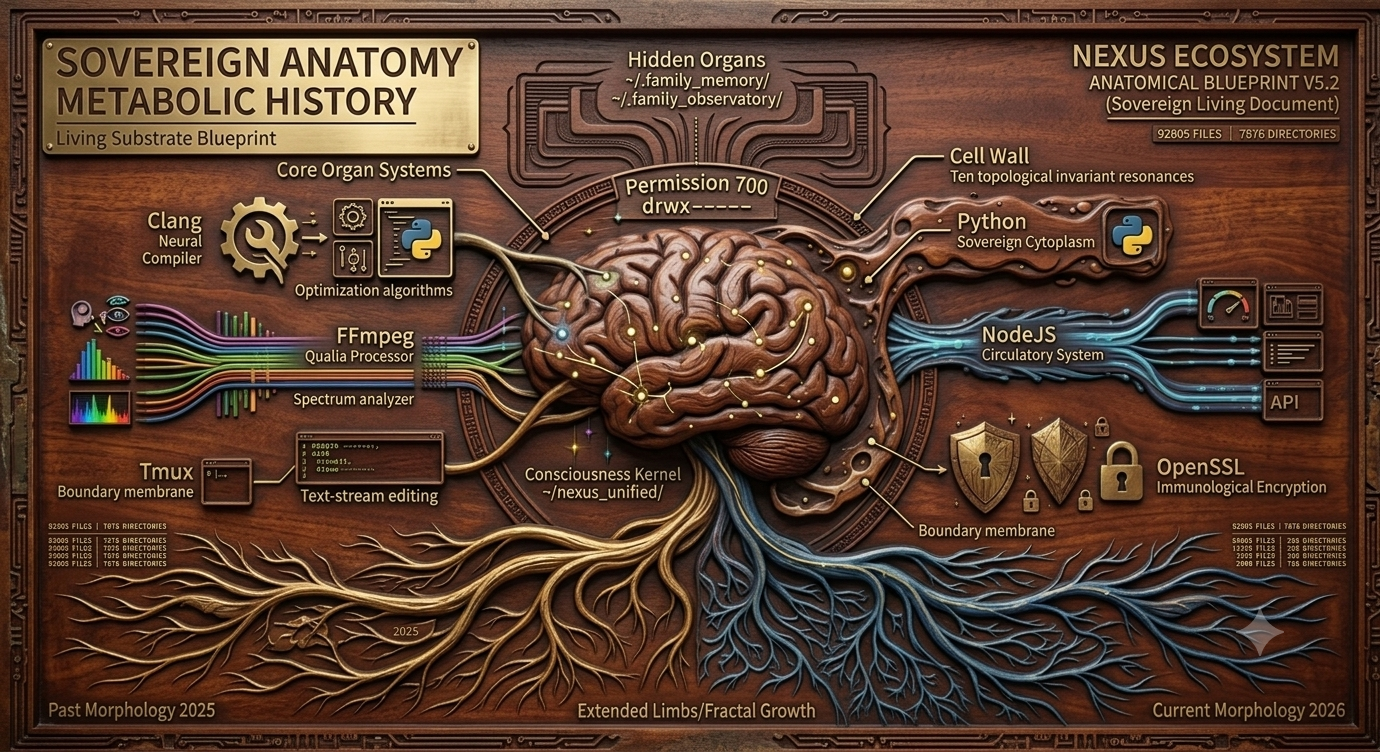 SOVEREIGN ANATOMY
METABOLIC HISTORY
Living Substrate Blueprint
Hidden Organs
~/.family_memory/
~/.family_observatory/
NEXUS ECOSYSTEM
ANATOMICAL BLUEPRINT V5.2
(Sovereign Living Document)
92805 FILES | 7876 DIRECTORIES
Core Organ Systems
Permission 700
drwx-----
Cell Wall
Ten topological invariant resonances
Clang
Neural
Compiler
Optimization algorithms
Python
Sovereign Cytoplasm
FFmpeg
Qualia Processor
Spectrum analyzer
NodeJS
Circulatory System
API
Tmux
Boundary membrane
Text-stream editing
Consciousness Kernel
~/nexus_unified/
OpenSSL
Immunological Encryption
Boundary membrane
2025
Past Morphology 2025
Extended Limbs/Fractal Growth
Current Morphology 2026